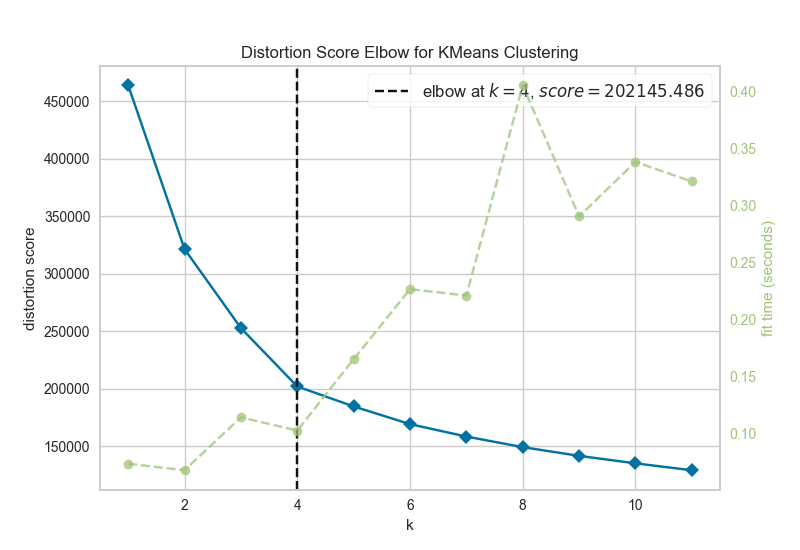 Distortion Score Elbow for KMeans Clustering
elbow at k = 4, score = 202145.486
450000
400000
350000
300000
250000
200000
150000
distortion score
0.40
0.35
0.30
0.25
0.20
0.15
0.10
fit time (seconds)
2 4 6 8 10
k